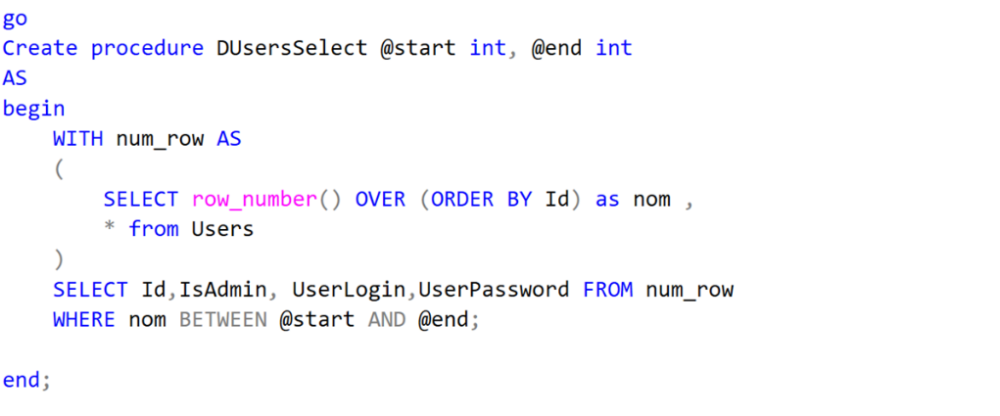 go
Create procedure DUsersSelect @start int, @end int
AS
begin
WITH num_row AS
(
SELECT row_number() OVER (ORDER BY Id) as nom ,
* from Users
)
SELECT Id,IsAdmin, UserLogin,UserPassword FROM num_row
WHERE nom BETWEEN @start AND @end;
end;